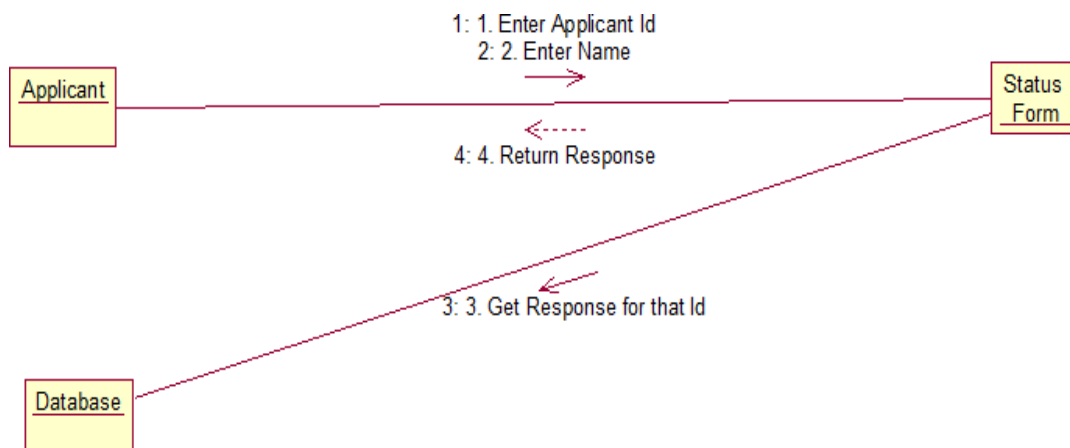 1: 1. Enter Applicant Id
2: 2. Enter Name
Applicant
Status
Form
4: 4. Return Response
3: 3. Get Response for that Id
Database